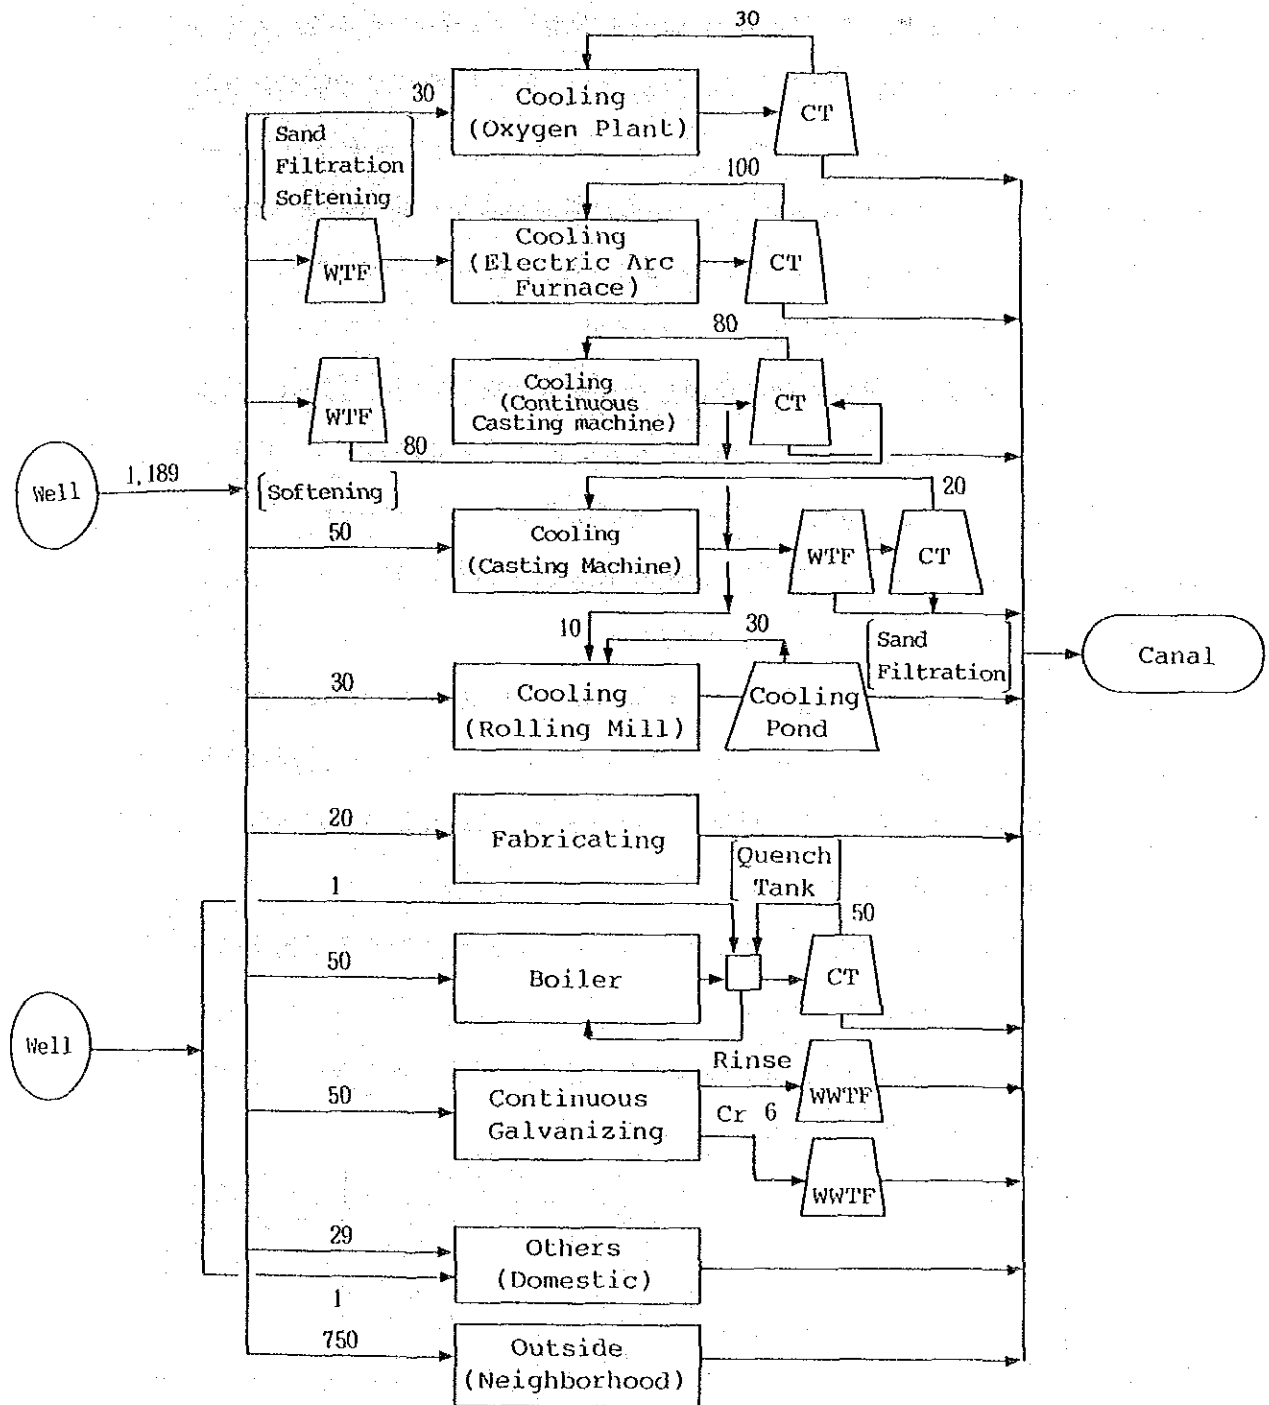 30
30
Cooling
(Oxygen Plant)
CT
Sand
Filtration
Softening
100
WTF
Cooling
(Electric Arc
Furnace)
CT
80
WTF
Cooling
(Continuous
Casting machine)
CT
80
Well
1,189
[Softening]
20
50
Cooling
(Casting Machine)
WTF
CT
10
30
Sand
Filtration
Canal
30
Cooling
(Rolling Mill)
Cooling
Pond
20
Fabricating
Quench
Tank
1
50
50
Boiler
CT
Well
Rinse
WWTF
50
Continuous
Galvanizing
Cr 6
WWTF
29
Others
(Domestic)
1
750
Outside
(Neighborhood)